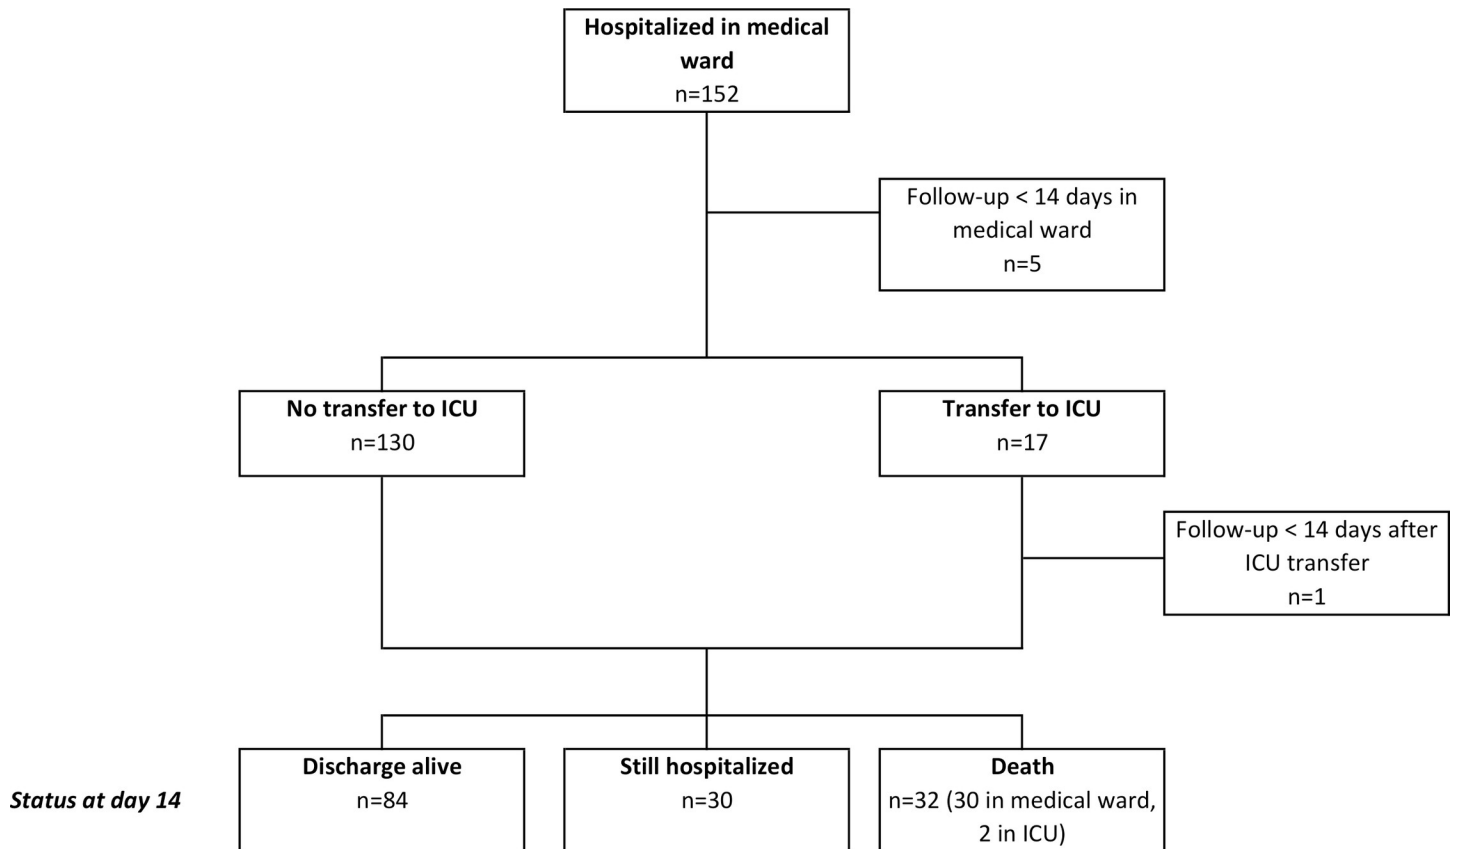 Hospitalized in medical
ward
n=152
Follow-up < 14 days in
medical ward
n=5
No transfer to ICU
n=130
Transfer to ICU
n=17
Follow-up < 14 days after
ICU transfer
n=1
Status at day 14
Discharge alive
n=84
Still hospitalized
n=30
Death
n=32 (30 in medical ward,
2 in ICU)